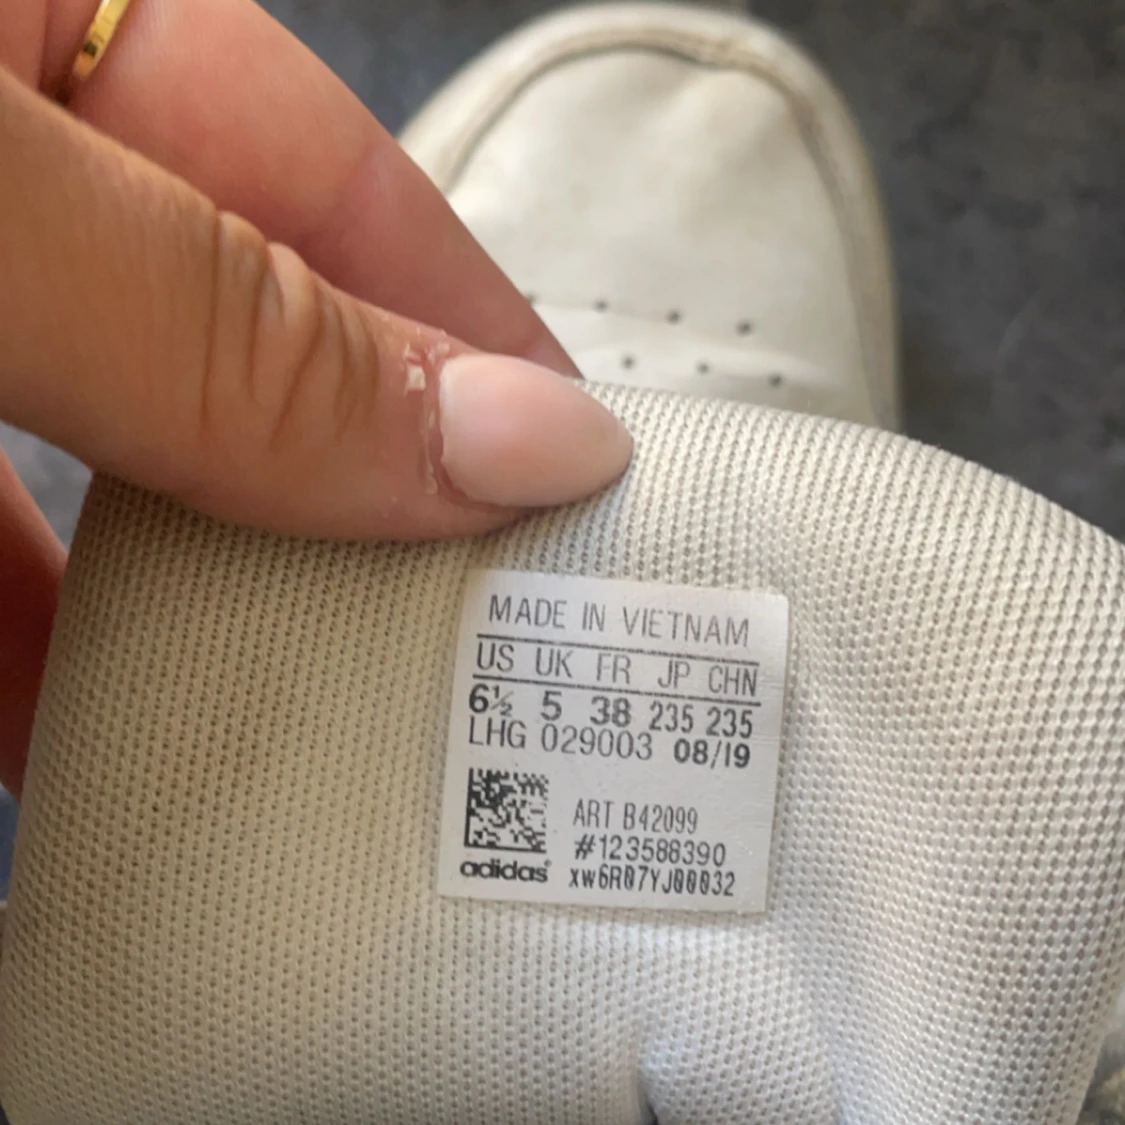 MADE IN VIETNAM
US UK FR JP CHN
6½ 5 38 235 235
LHG 029003 08/19
ART B42099
#123588390
adidas
xw6R07YJ00032